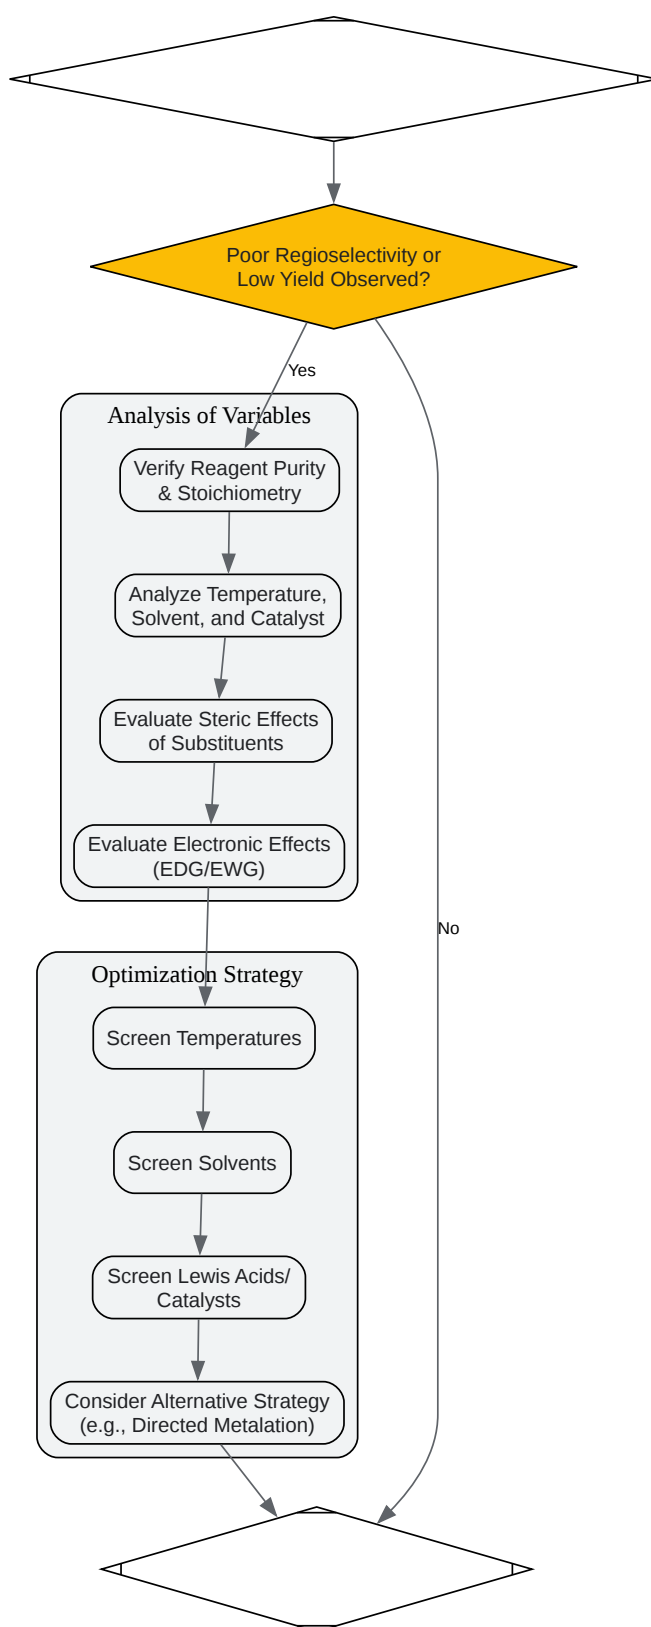 Poor Regioselectivity or
Low Yield Observed?
Yes
Analysis of Variables
Verify Reagent Purity
& Stoichiometry
Analyze Temperature,
Solvent, and Catalyst
Evaluate Steric Effects
of Substituents
Evaluate Electronic Effects
(EDG/EWG)
No
Optimization Strategy
Screen Temperatures
Screen Solvents
Screen Lewis Acids/
Catalysts
Consider Alternative Strategy
(e.g., Directed Metalation)